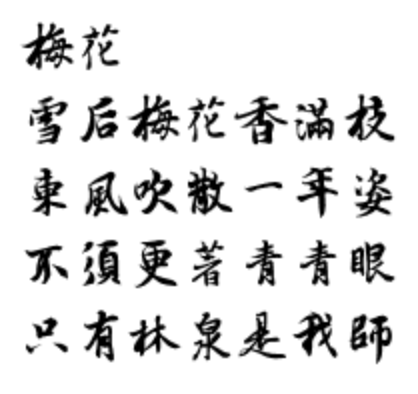 梅花
雪后梅花香滿枝
東風吹散一年姿
不須更著青青眼
只有林泉是我師